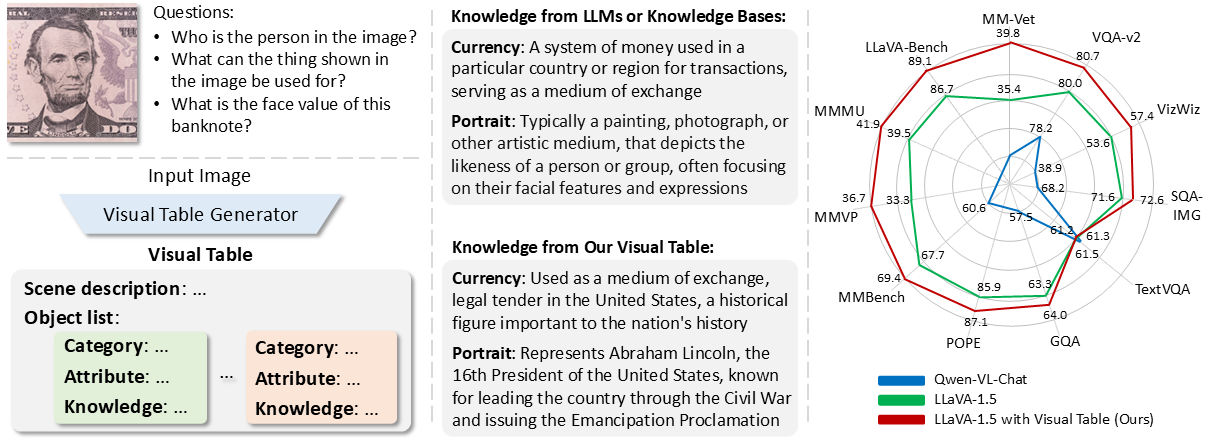 LERAL RESER
VE DO
Questions:
• Who is the person in the image?
• What can the thing shown
in the image be used for?
• What is the face value of this
banknote?
Input Image
Visual Table Generator
Visual Table
Scene description: ...
Object list:
Category: ...
Attribute: ...
Knowledge: ...
...
Category: ...
Attribute: ...
Knowledge: ...
Knowledge from LLMs or Knowledge Bases:
Currency: A system of money used in a
particular country or region for transactions,
serving as a medium of exchange
Portrait: Typically a painting, photograph, or
other artistic medium, that depicts the
likeness of a person or group, often focusing
on their facial features and expressions
Knowledge from Our Visual Table:
Currency: Used as a medium of exchange,
legal tender in the United States, a historical
figure important to the nation's history
Portrait: Represents Abraham Lincoln, the
16th President of the United States, known
for leading the country through the Civil War
and issuing the Emancipation Proclamation
MM-Vet
39.8
35.4
VQA-v2
80.7
80.0
78.2
VizWiz
57.4
53.6
38.9
SQA-
IMG
72.6
71.6
68.2
TextVQA
61.2
61.3
61.5
GQA
64.0
63.3
57.5
POPE
87.1
85.9
MMBench
69.4
67.7
60.6
MMVP
36.7
33.3
MMMU
41.9
39.5
LLaVA-Bench
89.1
86.7
Qwen-VL-Chat
LLaVA-1.5
LLaVA-1.5 with Visual Table (Ours)